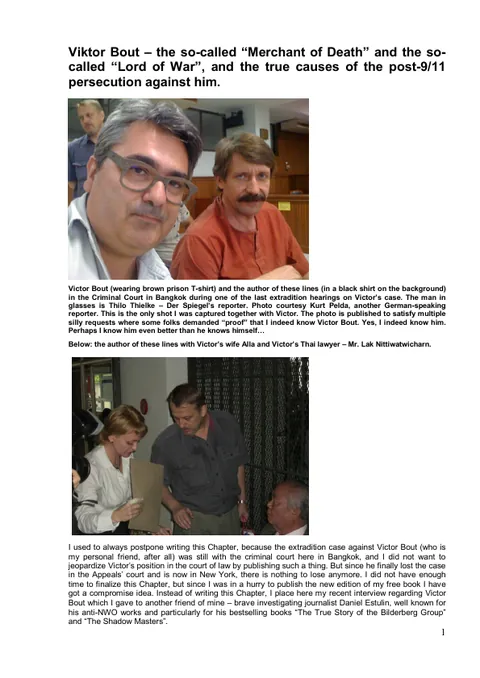 Viktor Bout – the so-called “Merchant of Death” and the so-
called “Lord of War”, and the true causes of the post-9/11
persecution against him.
Victor Bout (wearing brown prison T-shirt) and the author of these lines (in a black shirt on the background)
in the Criminal Court in Bangkok during one of the last extradition hearings on Victor’s case. The man in
glasses is Thilo Thielke – Der Spiegel’s reporter. Photo courtesy Kurt Pelda, another German-speaking
reporter. This is the only shot I was captured together with Victor. The photo is published to satisfy multiple
silly requests where some folks demanded “proof” that I indeed know Victor Bout. Yes, I indeed know him.
Perhaps I know him even better than he knows himself…
Below: the author of these lines with Victor’s wife Alla and Victor’s Thai lawyer – Mr. Lak Nittiwatwicharn.
I used to always postpone writing this Chapter, because the extradition case against Victor Bout (who is
my personal friend, after all) was still with the criminal court here in Bangkok, and I did not want to
jeopardize Victor’s position in the court of law by publishing such a thing. But since he finally lost the case
in the Appeals’ court and is now in New York, there is nothing to lose anymore. I did not have enough
time to finalize this Chapter, but since I was in a hurry to publish the new edition of my free book I have
got a compromise idea. Instead of writing this Chapter, I place here my recent interview regarding Victor
Bout which I gave to another friend of mine – brave investigating journalist Daniel Estulin, well known for
his anti-NWO works and particularly for his bestselling books “The True Story of the Bilderberg Group”
and “The Shadow Masters”.
1